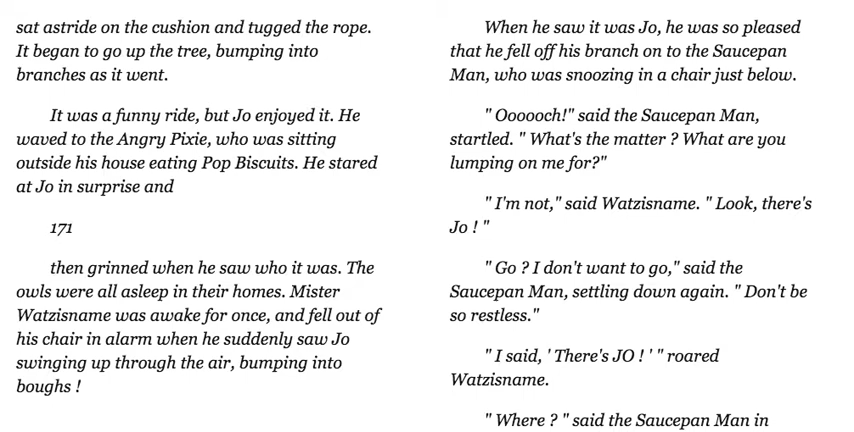 sat astride on the cushion and tugged the rope.
It began to go up the tree, bumping into
branches as it went.
It was a funny ride, but Jo enjoyed it. He
waved to the Angry Pixie, who was sitting
outside his house eating Pop Biscuits. He stared
at Jo in surprise and
171
then grinned when he saw who it was. The
owls were all asleep in their homes. Mister
Watzisname was awake for once, and fell out of
his chair in alarm when he suddenly saw Jo
swinging up through the air, bumping into
boughs !
When he saw it was Jo, he was so pleased
that he fell off his branch on to the Saucepan
Man, who was snoozing in a chair just below.
" Oooooch!" said the Saucepan Man,
startled. " What's the matter ? What are you
lumping on me for?"
" I'm not," said Watzisname. " Look, there's
Jo ! "
" Go ? I don't want to go," said the
Saucepan Man, settling down again. " Don't be
so restless."
" I said, ' There's JO ! ' " roared
Watzisname.
" Where ? " said the Saucepan Man in